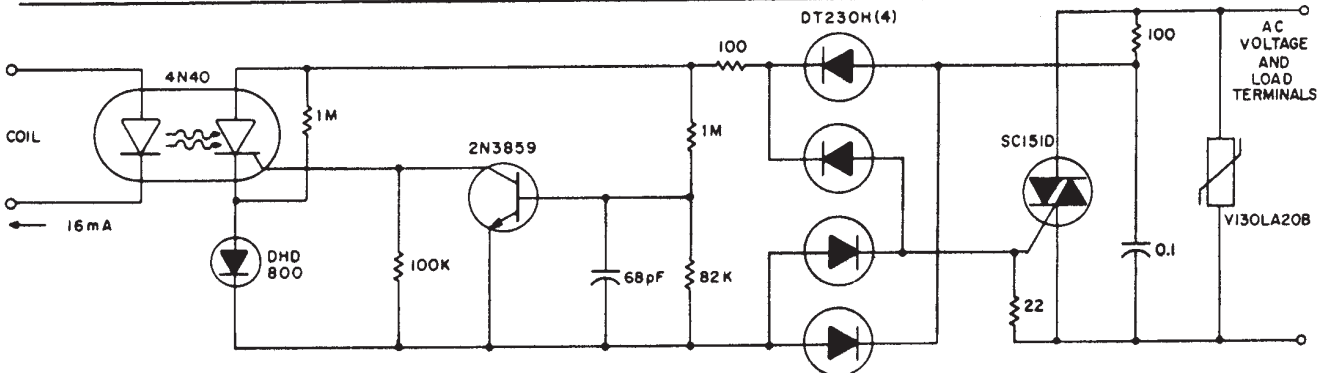 DT230H(4)
100
100
AC
VOLTAGE
AND
LOAD
TERMINALS
4N40
1M
1M
COIL
2N3859
SC151D
16mA
V130LA20B
DHD
800
100K
68pF
82K
22
0.1